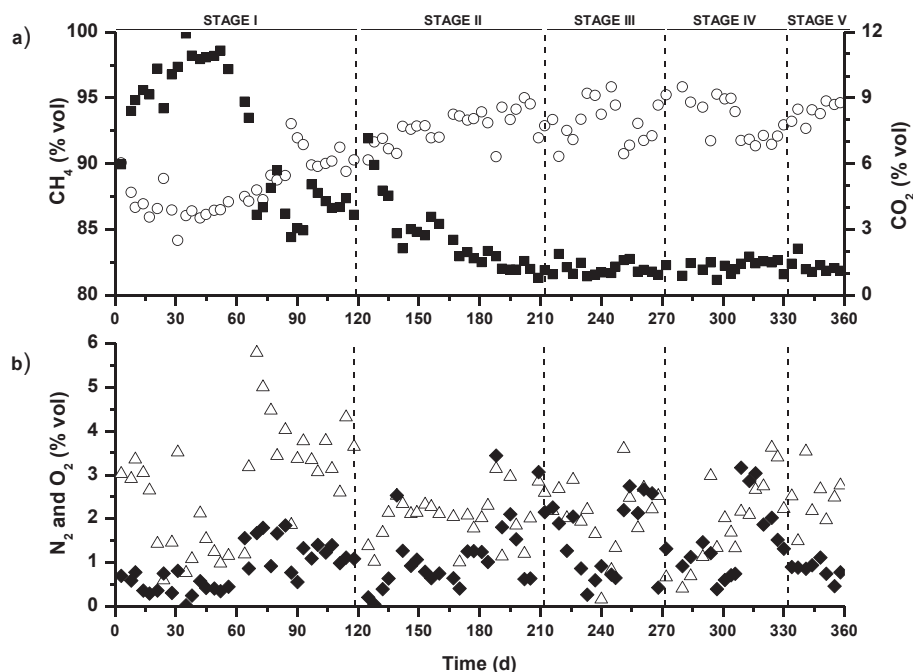 STAGE I STAGE II STAGE III STAGE IV STAGE V
a)
100 12
95 9
90 6
85 3
80 0
CH₄ (% vol)
CO₂ (% vol)
0 30 60 90 120 150 180 210 240 270 300 330 360
b)
6
5
4
3
2
1
0
N₂ and O₂ (% vol)
0 30 60 90 120 150 180 210 240 270 300 330 360
Time (d)